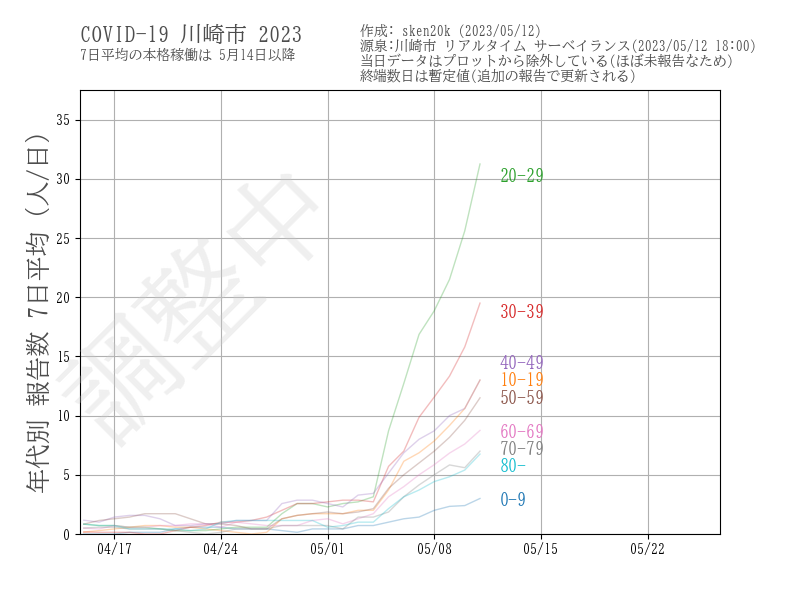 COVID-19 川崎市 2023
7日平均の本格稼働は 5月14日以降
作成: sken20k (2023/05/12)
源泉:川崎市 リアルタイム サーベイランス(2023/05/12 18:00)
当日データはプロットから除外している(ほぼ未報告なため)
終端数日は暫定値(追加の報告で更新される)
年代別 報告数 7日平均 (人/日)
35
30
25
20
15
10
5
0
調整中
20-29
30-39
40-49
10-19
50-59
60-69
70-79
80-
0-9
04/17
04/24
05/01
05/08
05/15
05/22